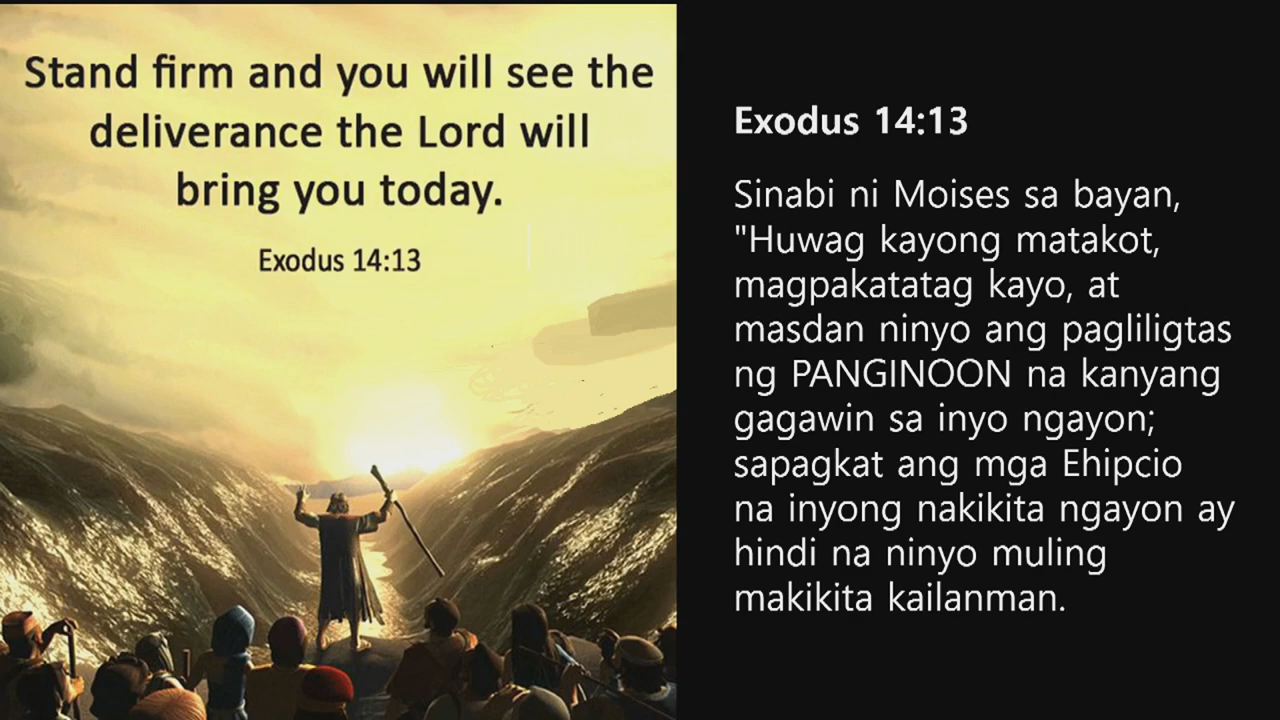 Stand firm and you will see the
deliverance the Lord will
bring you today.
Exodus 14:13
Exodus 14:13
Sinabi ni Moises sa bayan,
"Huwag kayong matakot,
magpakatatag kayo, at
masdan ninyo ang pagliligtas
ng PANGINOON na kanyang
gagawin sa inyo ngayon;
sapagkat ang mga Ehipcio
na inyong nakikita ngayon ay
hindi na ninyo muling
makikita kailanman.